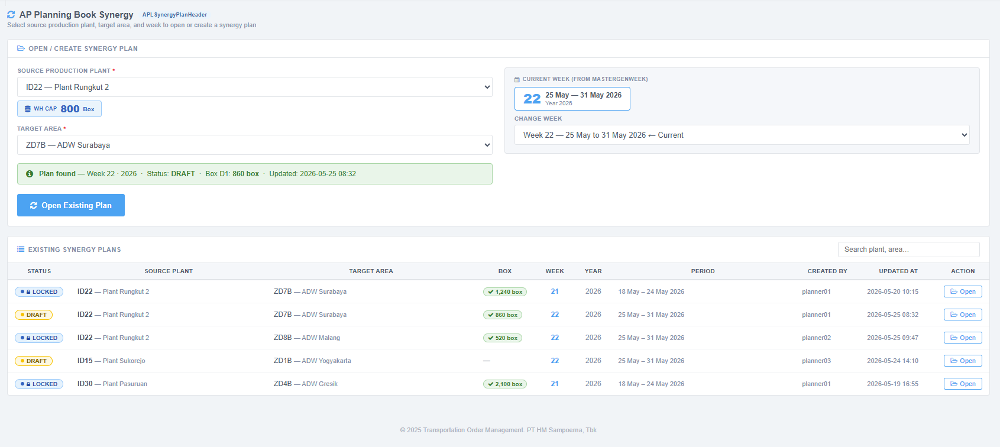 AP Planning Book Synergy APLSynergyPlanHeader
Select source production plant, target area, and week to open or create a synergy plan
OPEN / CREATE SYNERGY PLAN
SOURCE PRODUCTION PLANT *
ID22 — Plant Rungkut 2
WH CAP 800 Box
TARGET AREA *
ZD7B — ADW Surabaya
Plan found — Week 22 · 2026 · Status: DRAFT · Box D1: 860 box · Updated: 2026-05-25 08:32
Open Existing Plan
CURRENT WEEK (FROM MASTERGENWEEK)
22 25 May — 31 May 2026
Year 2026
CHANGE WEEK
Week 22 — 25 May to 31 May 2026 ← Current
EXISTING SYNERGY PLANS Search plant, area...
STATUS SOURCE PLANT TARGET AREA BOX WEEK YEAR PERIOD CREATED BY UPDATED AT ACTION
LOCKED ID22 — Plant Rungkut 2 ZD7B — ADW Surabaya 1,240 box 21 2026 18 May – 24 May 2026 planner01 2026-05-20 10:15 Open
DRAFT ID22 — Plant Rungkut 2 ZD7B — ADW Surabaya 860 box 22 2026 25 May – 31 May 2026 planner01 2026-05-25 08:32 Open
LOCKED ID22 — Plant Rungkut 2 ZD8B — ADW Malang 520 box 22 2026 25 May – 31 May 2026 planner02 2026-05-25 09:47 Open
DRAFT ID15 — Plant Sukorejo ZD1B — ADW Yogyakarta — 22 2026 25 May – 31 May 2026 planner03 2026-05-24 14:10 Open
LOCKED ID30 — Plant Pasuruan ZD4B — ADW Gresik 2,100 box 21 2026 18 May – 24 May 2026 planner01 2026-05-19 16:55 Open
© 2025 Transportation Order Management. PT HM Sampoerna, Tbk